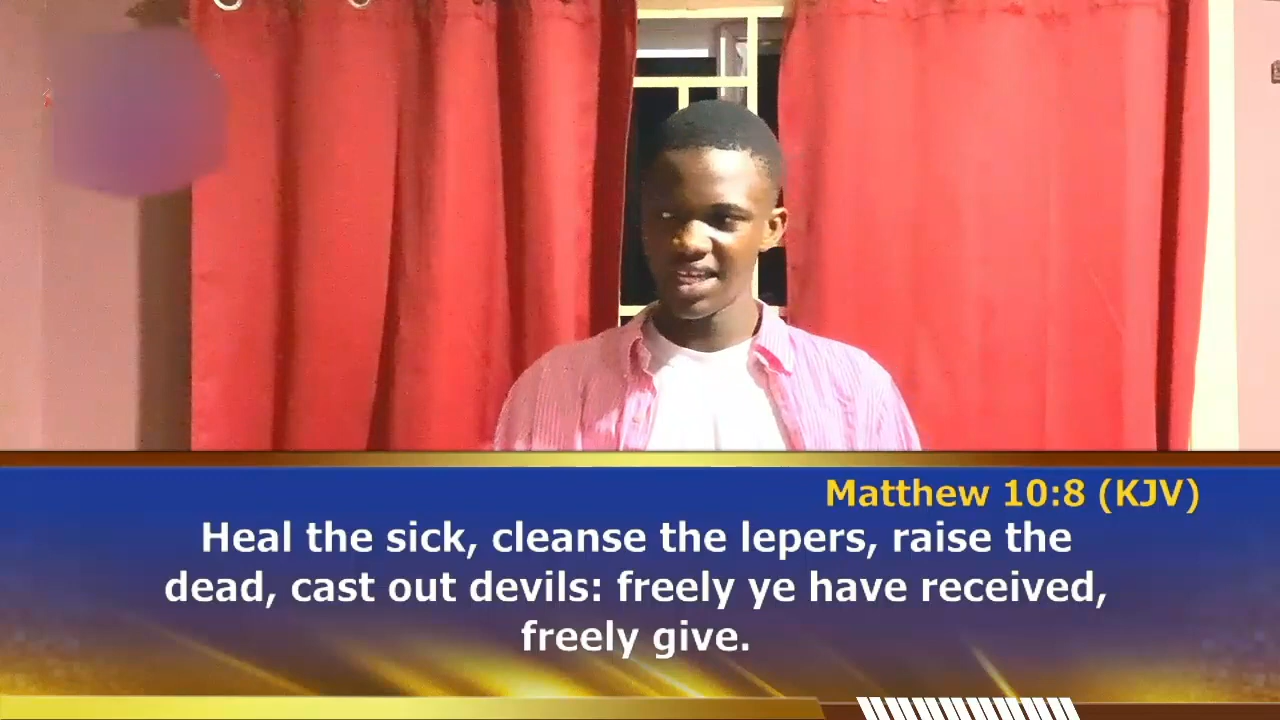 Matthew 10:8 (KJV)
Heal the sick, cleanse the lepers, raise the
dead, cast out devils: freely ye have received,
freely give.